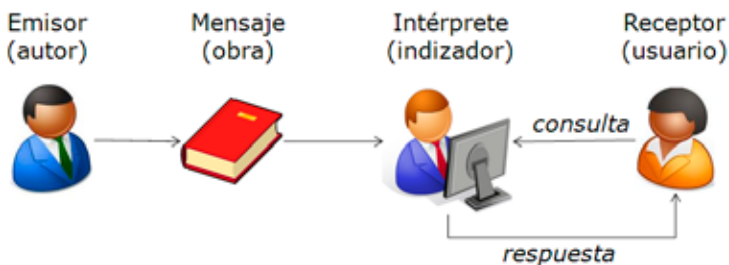 Emisor
(autor)
Mensaje
(obra)
Intérprete
(indizador)
Receptor
(usuario)
consulta
respuesta